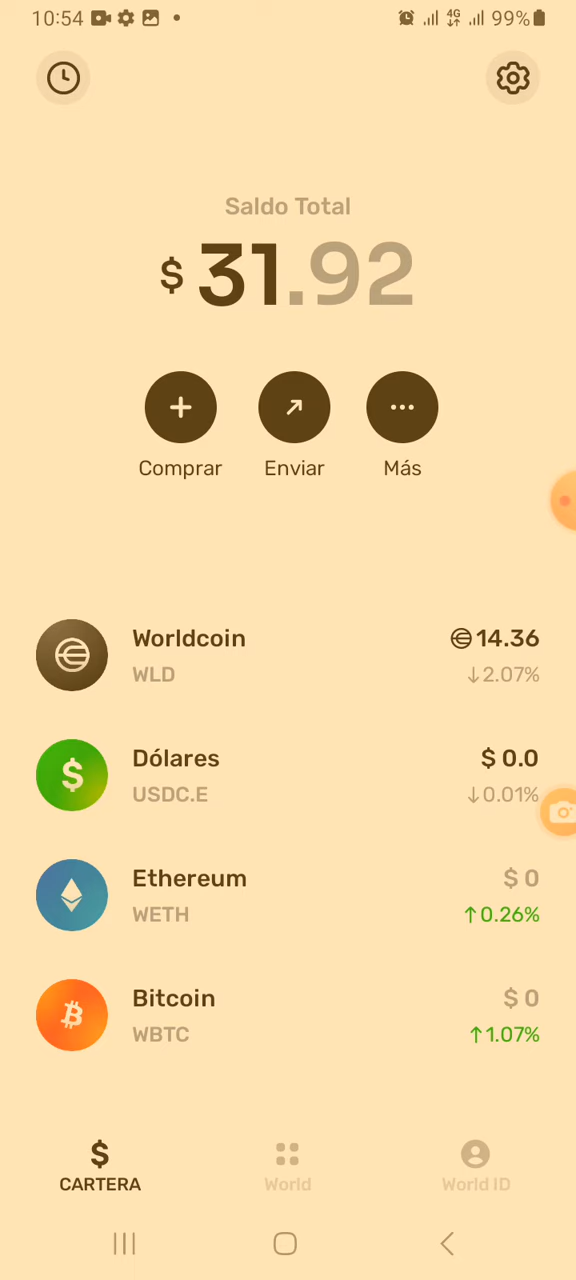 10:54 4G 99%
Saldo Total
$ 31.92
Comprar Enviar Más
Worldcoin 14.36
WLD ↓2.07%
Dólares $ 0.0
USDC.E ↓0.01%
Ethereum $ 0
WETH ↑0.26%
Bitcoin $ 0
WBTC ↑1.07%
$
CARTERA World World ID